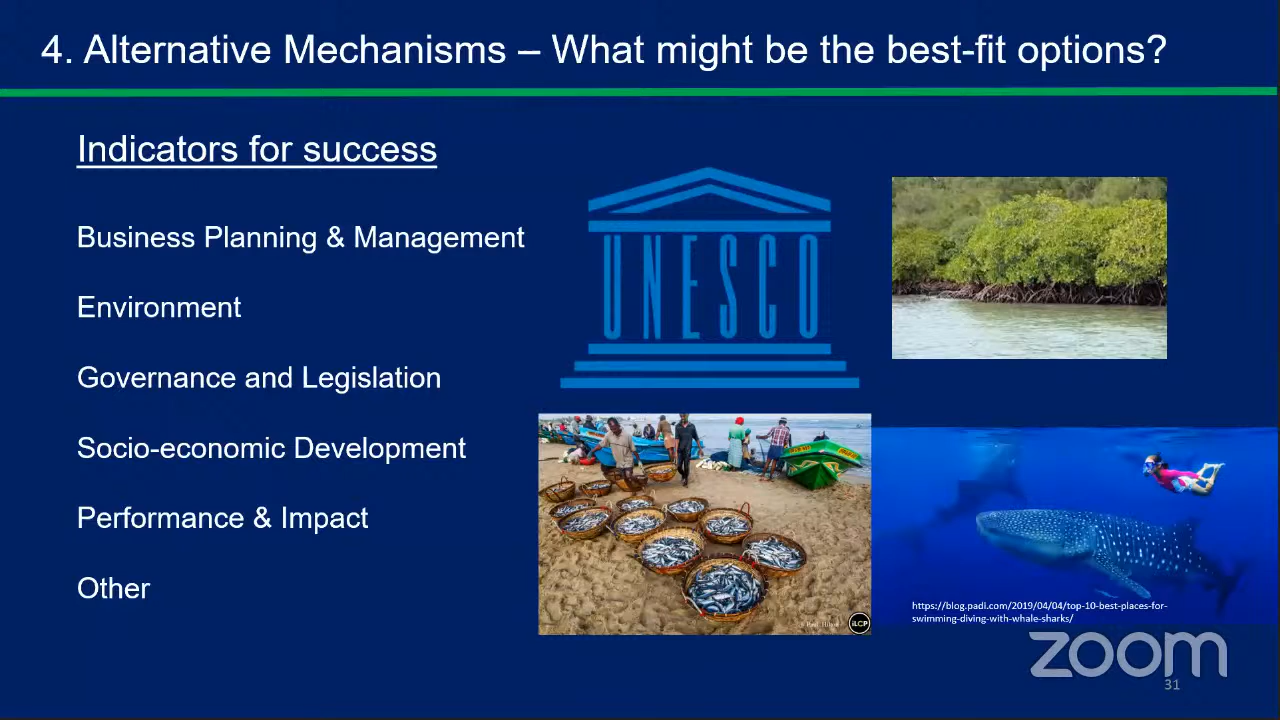 4. Alternative Mechanisms – What might be the best-fit options?
Indicators for success
Business Planning & Management
Environment
Governance and Legislation
Socio-economic Development
Performance & Impact
Other
UNESCO
iLCP
https://blog.padi.com/2019/04/04/top-10-best-places-for-
swimming-diving-with-whale-sharks/
zoom
31